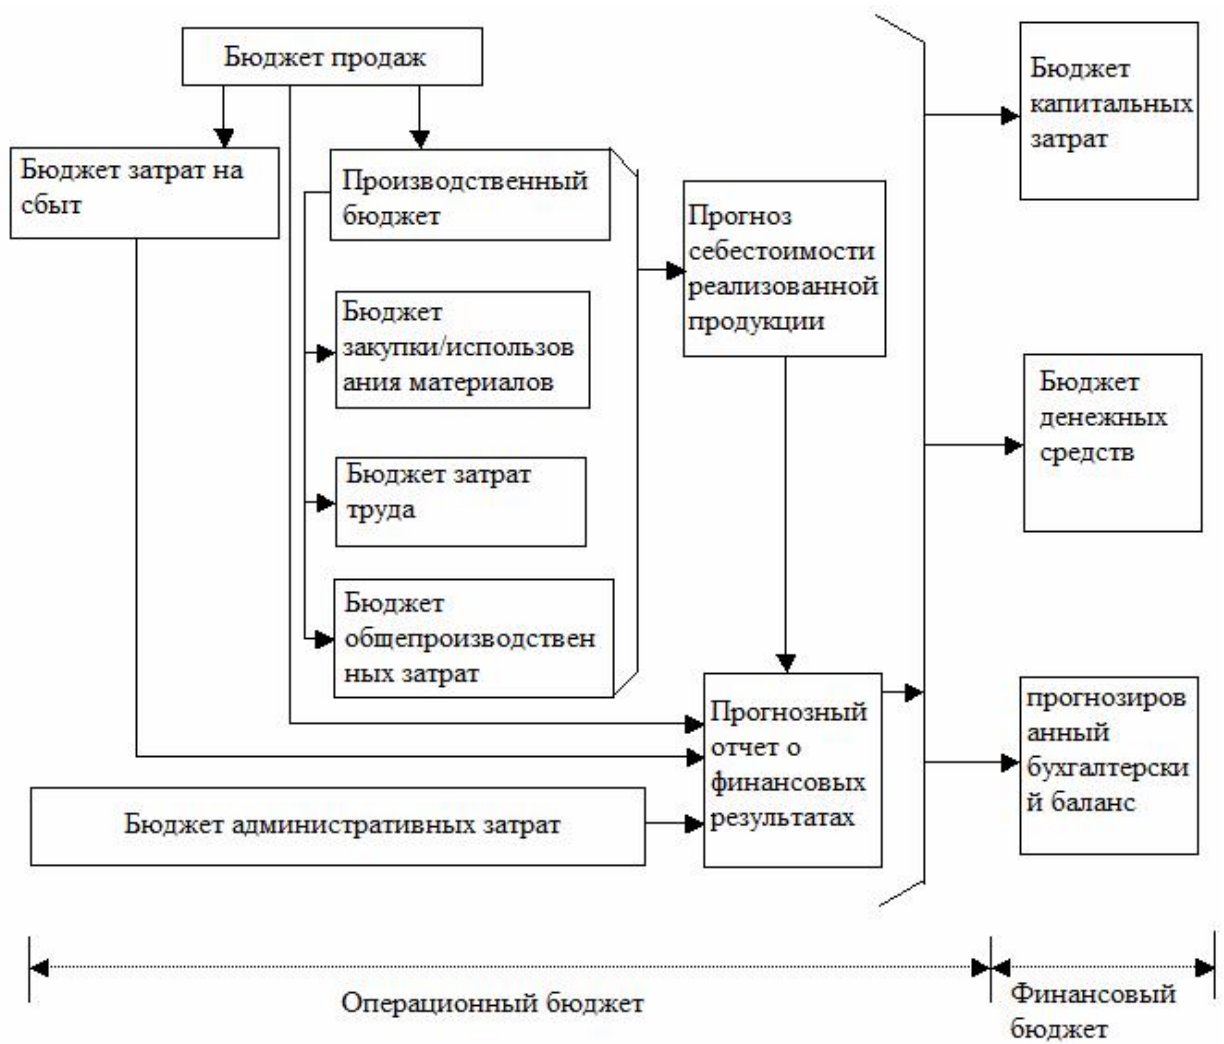 Бюджет продаж
Бюджет затрат на
сбыт
Производственный
бюджет
Бюджет
закупки/использов
ания материалов
Бюджет затрат
труда
Бюджет
общепроизводствен
ных затрат
Бюджет административных затрат
Прогноз
себестоимости
реализованной
продукции
Прогнозный
отчет о
финансовых
результатах
Бюджет
капитальных
затрат
Бюджет
денежных
средств
прогнозиров
анный
бухгалтерски
й баланс
Операционный бюджет
Финансовый
бюджет